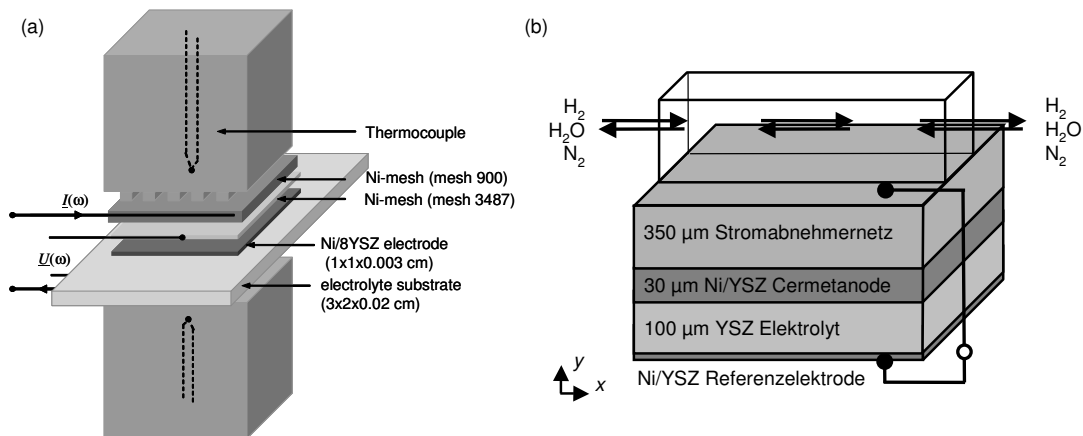 (a)
Thermocouple
Ni-mesh (mesh 900)
Ni-mesh (mesh 3487)
I(ω)
U(ω)
Ni/8YSZ electrode
(1x1x0.003 cm)
electrolyte substrate
(3x2x0.02 cm)
(b)
H₂
H₂O
N₂
H₂
H₂O
N₂
350 µm Stromabnehmernetz
30 µm Ni/YSZ Cermetanode
100 µm YSZ Elektrolyt
Ni/YSZ Referenzelektrode
y
x